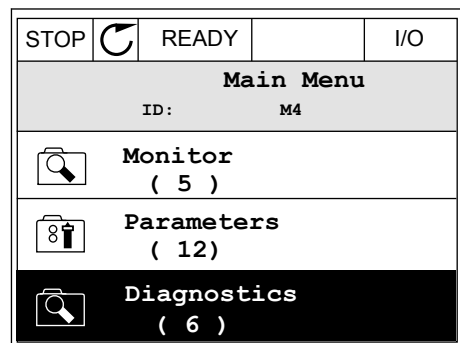 STOP READY I/O
Main Menu
ID: M4
Monitor
( 5 )
Parameters
( 12)
Diagnostics
( 6 )